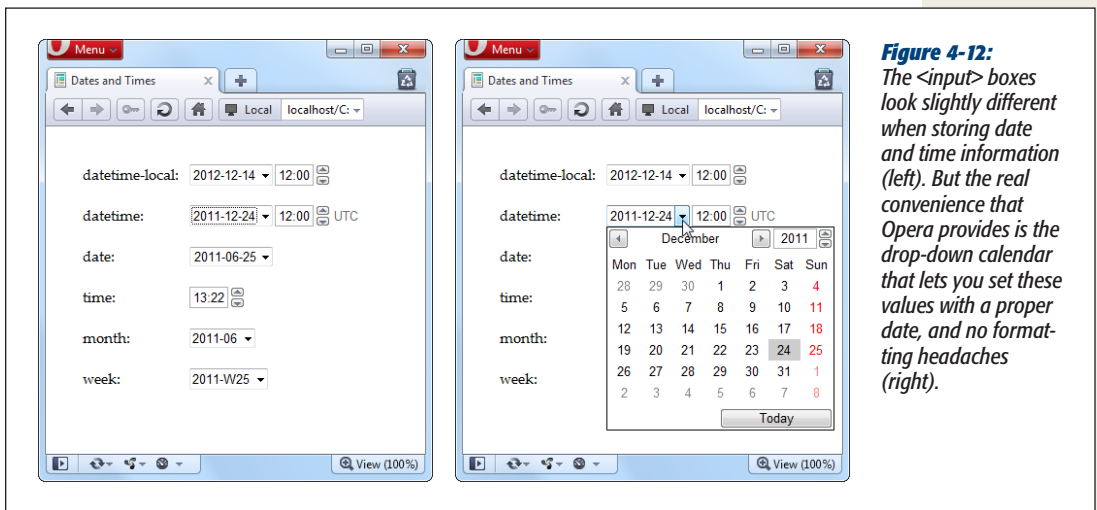 Menu
Dates and Times
Local localhost/C:
datetime-local: 2012-12-14 12:00
datetime: 2011-12-24 12:00 UTC
date: 2011-06-25
time: 13:22
month: 2011-06
week: 2011-W25
View (100%)
Menu
Dates and Times
Local localhost/C:
datetime-local: 2012-12-14 12:00
datetime: 2011-12-24 12:00 UTC
date:
time:
month:
week:
December 2011
Mon Tue Wed Thu Fri Sat Sun
28 29 30 1 2 3 4
5 6 7 8 9 10 11
12 13 14 15 16 17 18
19 20 21 22 23 24 25
26 27 28 29 30 31 1
2 3 4 5 6 7 8
Today
View (100%)
Figure 4-12:
The <input> boxes
look slightly different
when storing date
and time information
(left). But the real
convenience that
Opera provides is the
drop-down calendar
that lets you set these
values with a proper
date, and no format-
ting headaches
(right).